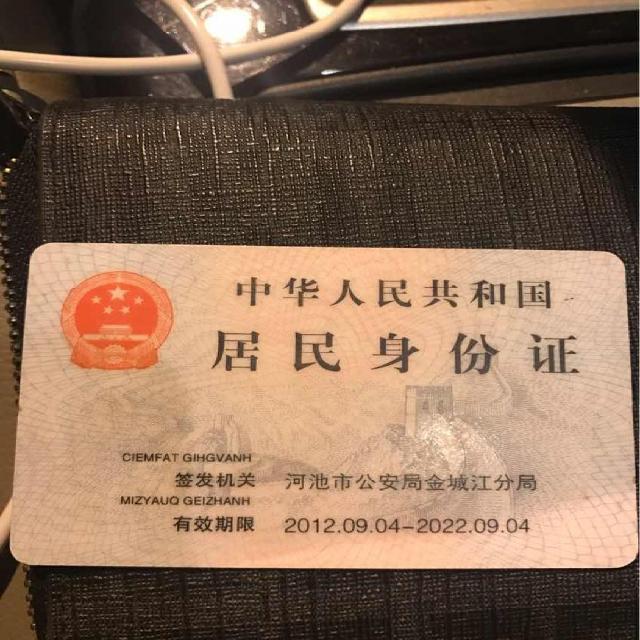 中华人民共和国
居民身份证
CIEMFAT GIHGVANH
签发机关 河池市公安局金城江分局
MIZYAUQ GEIZHANH
有效期限 2012.09.04-2022.09.04